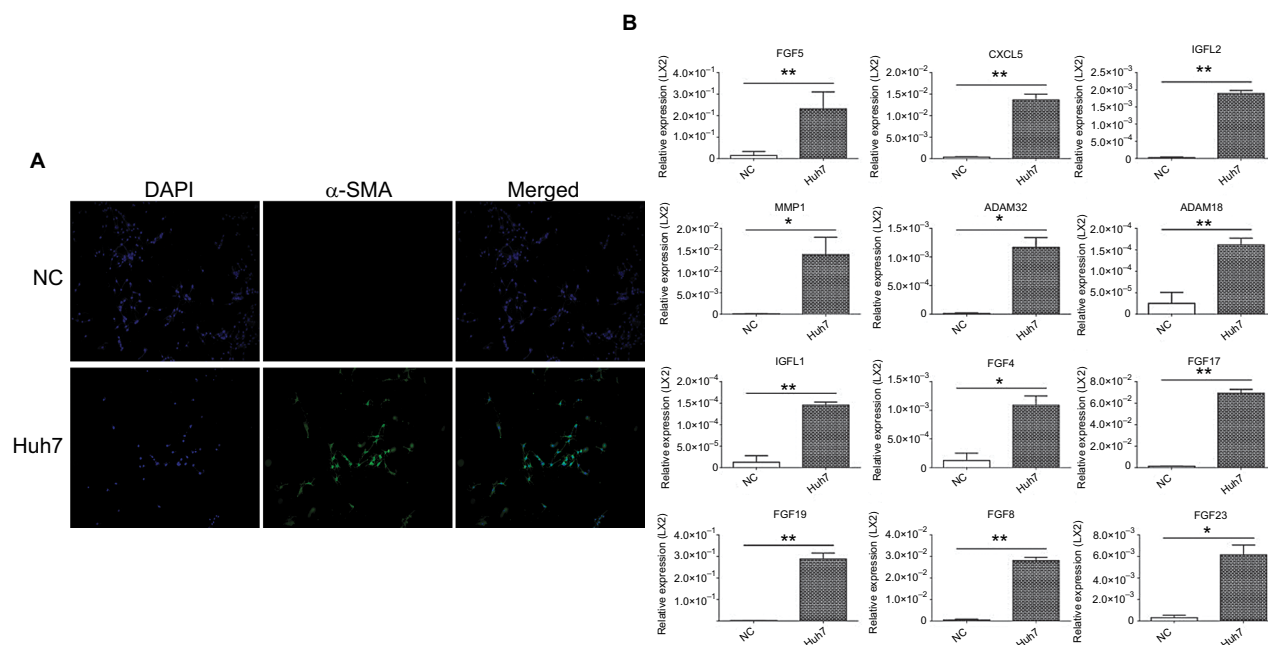 A
DAPI α-SMA Merged
NC
Huh7
B
FGF5
Relative expression (LX2)
4.0×10⁻¹
3.0×10⁻¹
2.0×10⁻¹
1.0×10⁻¹
0
**
NC Huh7
CXCL5
Relative expression (LX2)
2.0×10⁻²
1.5×10⁻²
1.0×10⁻²
5.0×10⁻³
0
**
NC Huh7
IGFL2
Relative expression (LX2)
2.5×10⁻³
2.0×10⁻³
1.5×10⁻³
1.0×10⁻³
5.0×10⁻⁴
0
**
NC Huh7
MMP1
Relative expression (LX2)
2.0×10⁻²
1.5×10⁻²
1.0×10⁻²
5.0×10⁻³
0
*
NC Huh7
ADAM32
Relative expression (LX2)
1.5×10⁻³
1.0×10⁻³
5.0×10⁻⁴
0
*
NC Huh7
ADAM18
Relative expression (LX2)
2.0×10⁻⁴
1.5×10⁻⁴
1.0×10⁻⁴
5.0×10⁻⁵
0
**
NC Huh7
IGFL1
Relative expression (LX2)
2.0×10⁻⁴
1.5×10⁻⁴
1.0×10⁻⁴
5.0×10⁻⁵
0
**
NC Huh7
FGF4
Relative expression (LX2)
1.5×10⁻³
1.0×10⁻³
5.0×10⁻⁴
0
*
NC Huh7
FGF17
Relative expression (LX2)
8.0×10⁻²
6.0×10⁻²
2.0×10⁻²
2.0×10⁻²
0
**
NC Huh7
FGF19
Relative expression (LX2)
4.0×10⁻¹
3.0×10⁻¹
2.0×10⁻¹
1.0×10⁻¹
**
NC Huh7
FGF8
Relative expression (LX2)
4.0×10⁻²
3.0×10⁻²
2.0×10⁻²
1.0×10⁻²
0
**
NC Huh7
FGF23
Relative expression (LX2)
8.0×10⁻³
6.0×10⁻³
4.0×10⁻³
2.0×10⁻³
0
*
NC Huh7